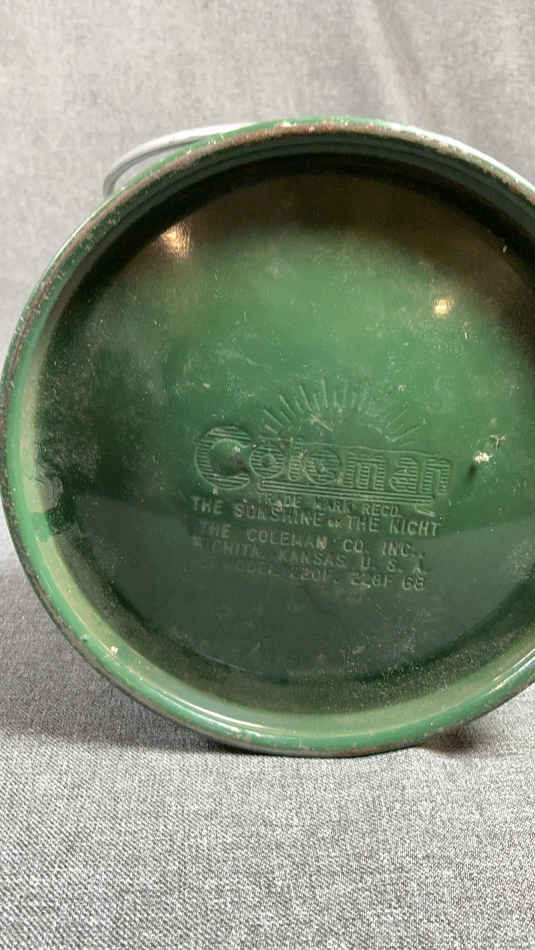 Coleman
TRADE MARK REG'D
THE SUNSHINE OF THE NIGHT
THE COLEMAN CO. INC.,
WICHITA, KANSAS U. S. A.
MODEL 220F, 228F 68